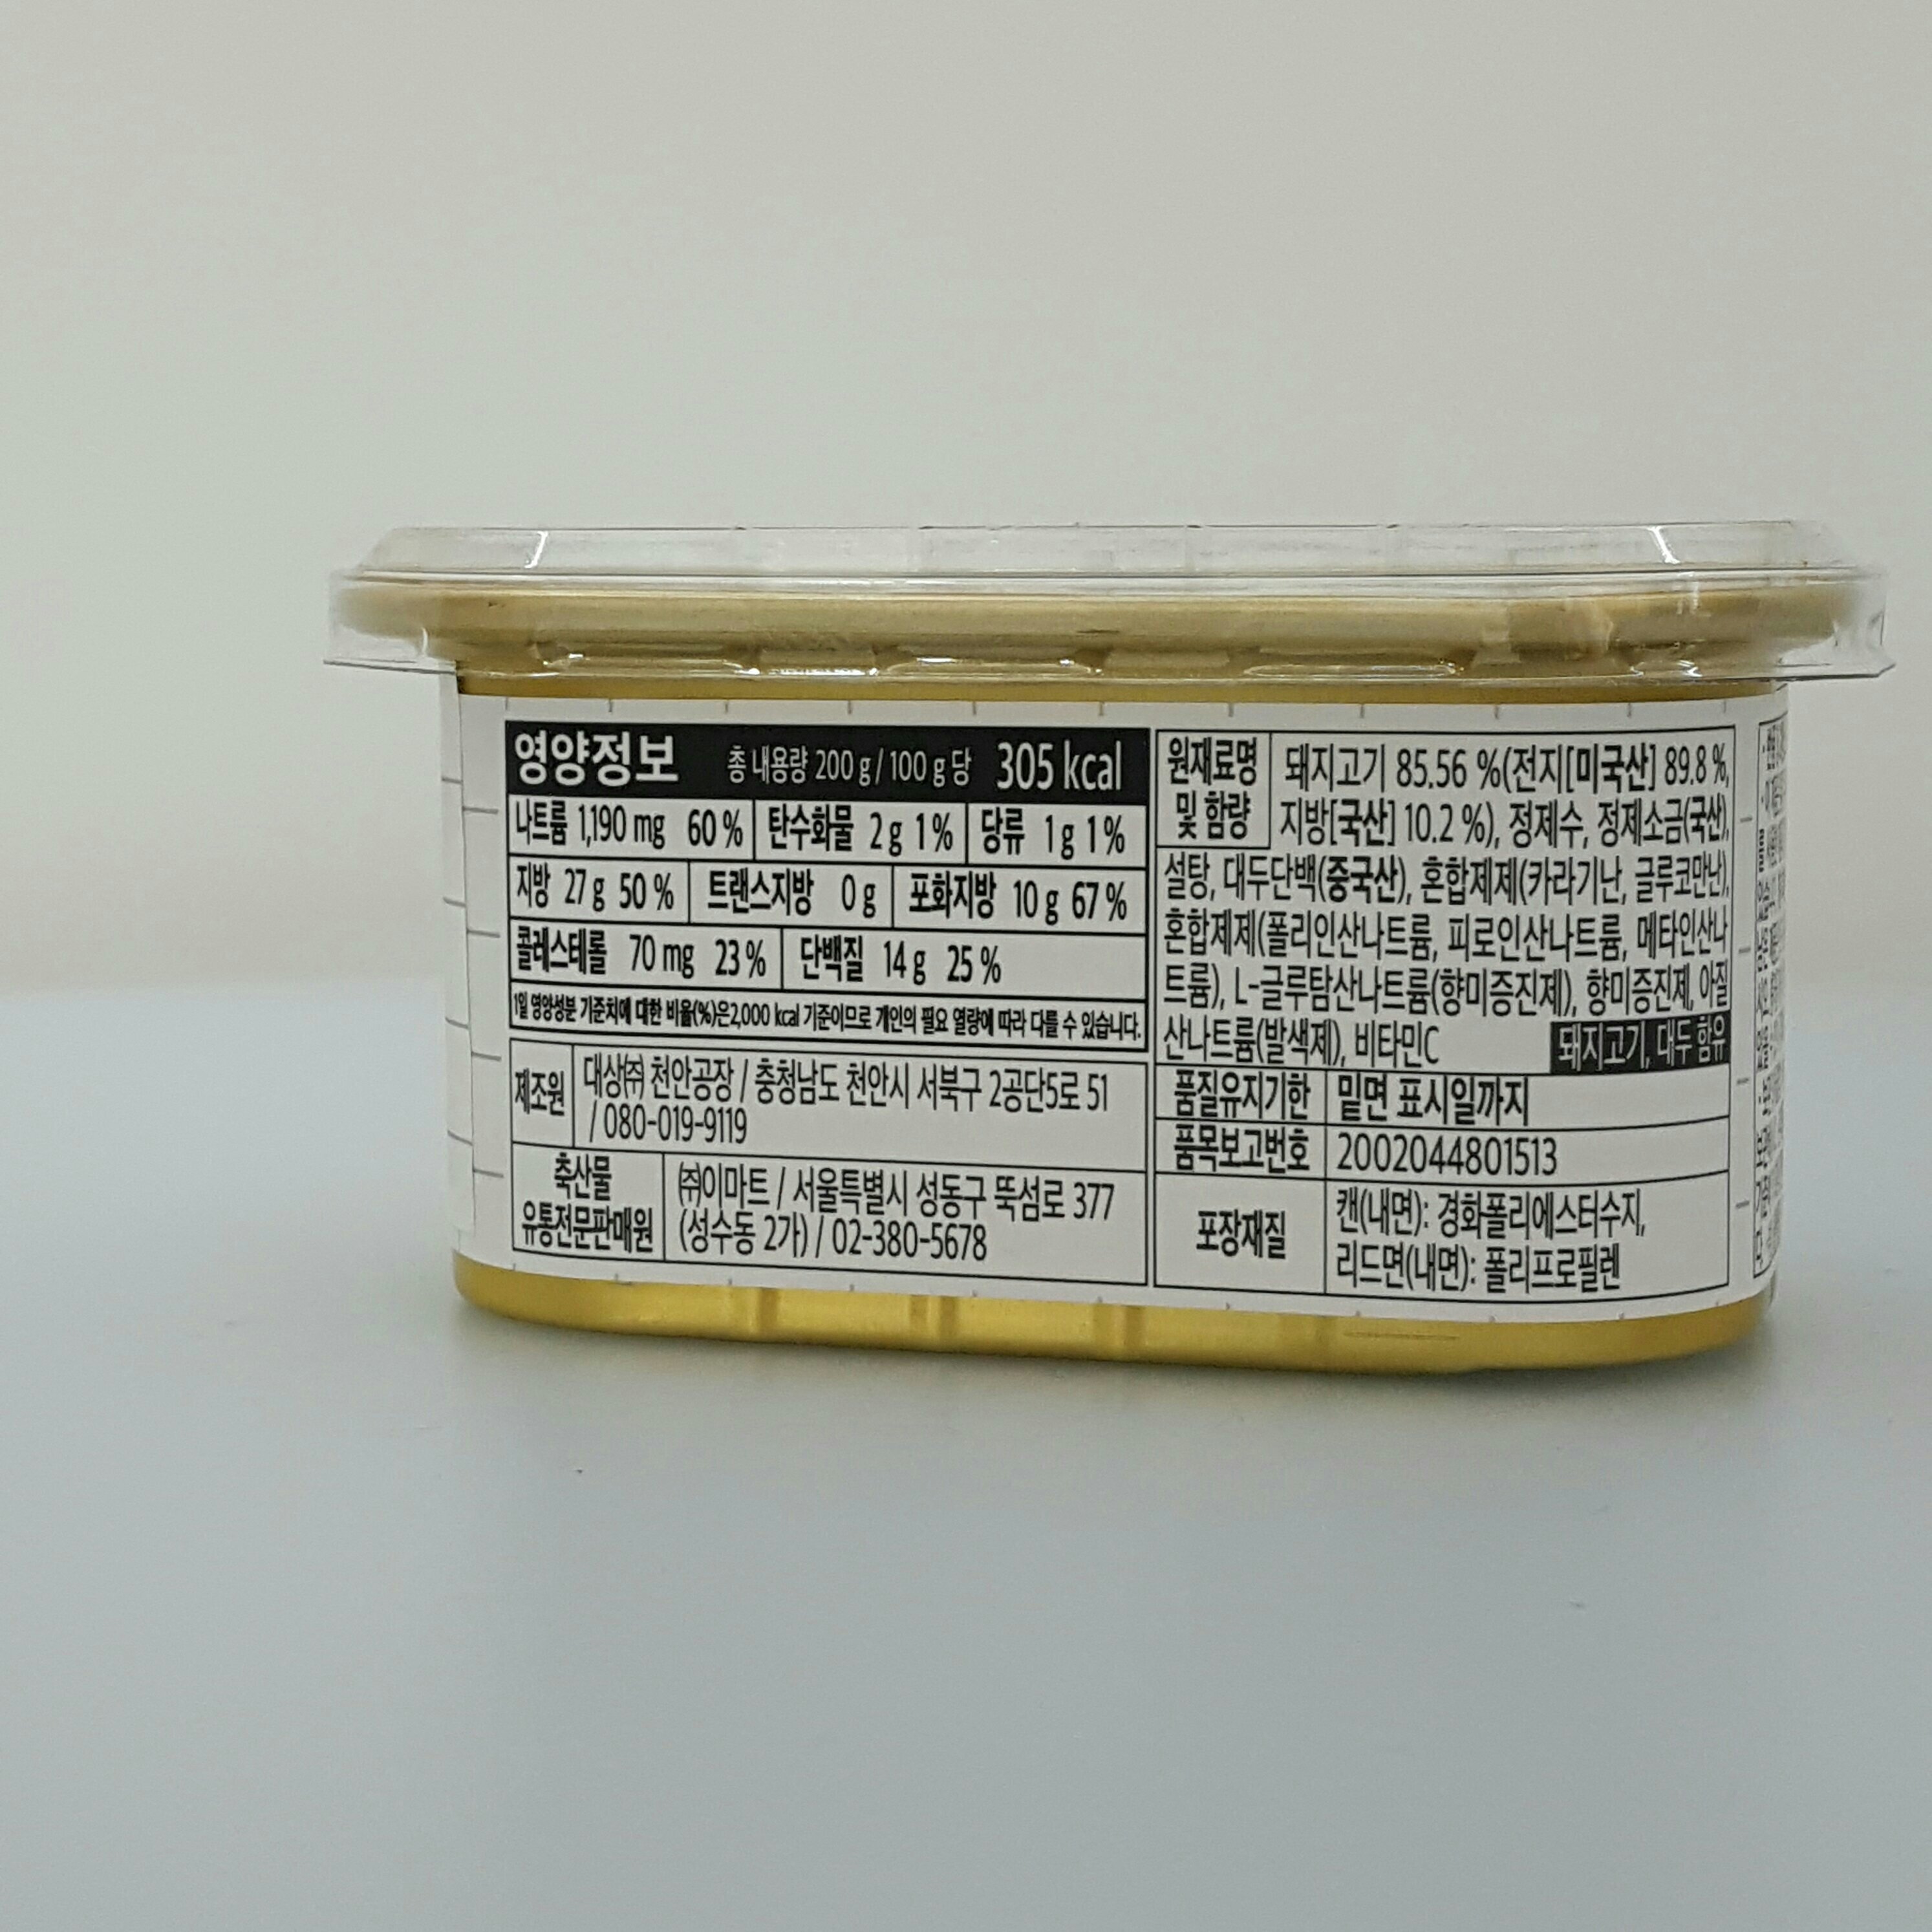 영양정보 총 내용량 200 g / 100 g 당 305 kcal
나트륨 1,190 mg 60 % 탄수화물 2 g 1 % 당류 1 g 1 %
지방 27 g 50 % 트랜스지방 0 g 포화지방 10 g 67 %
콜레스테롤 70 mg 23 % 단백질 14 g 25 %
1일 영양성분 기준치에 대한 비율(%)은2,000 kcal 기준이므로 개인의 필요 열량에 따라 다를 수 있습니다.
제조원
대상㈜ 천안공장 / 충청남도 천안시 서북구 2공단5로 51
/ 080-019-9119
축산물
유통전문판매원
㈜이마트 / 서울특별시 성동구 뚝섬로 377
(성수동 2가) / 02-380-5678
원재료명
및 함량
돼지고기 85.56 %(전지[미국산] 89.8 %,
지방[국산] 10.2 %), 정제수, 정제소금(국산),
설탕, 대두단백(중국산), 혼합제제(카라기난, 글루코만난),
혼합제제(폴리인산나트륨, 피로인산나트륨, 메타인산나
트륨), L-글루탐산나트륨(향미증진제), 향미증진제, 아질
산나트륨(발색제), 비타민C 돼지고기, 대두 함유
품질유지기한 밑면 표시일까지
품목보고번호 2002044801513
포장재질
캔(내면): 경화폴리에스터수지,
리드면(내면): 폴리프로필렌